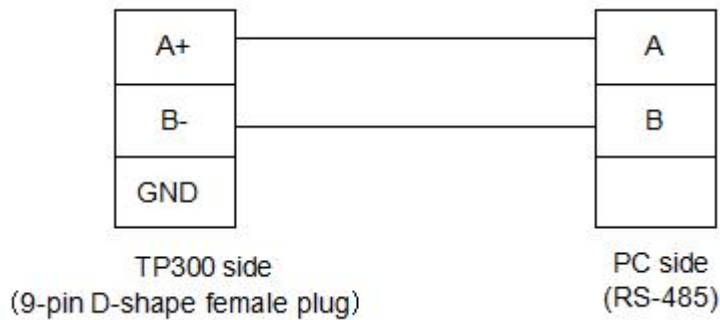 A+
A
B-
B
GND
TP300 side
(9-pin D-shape female plug)
PC side
(RS-485)